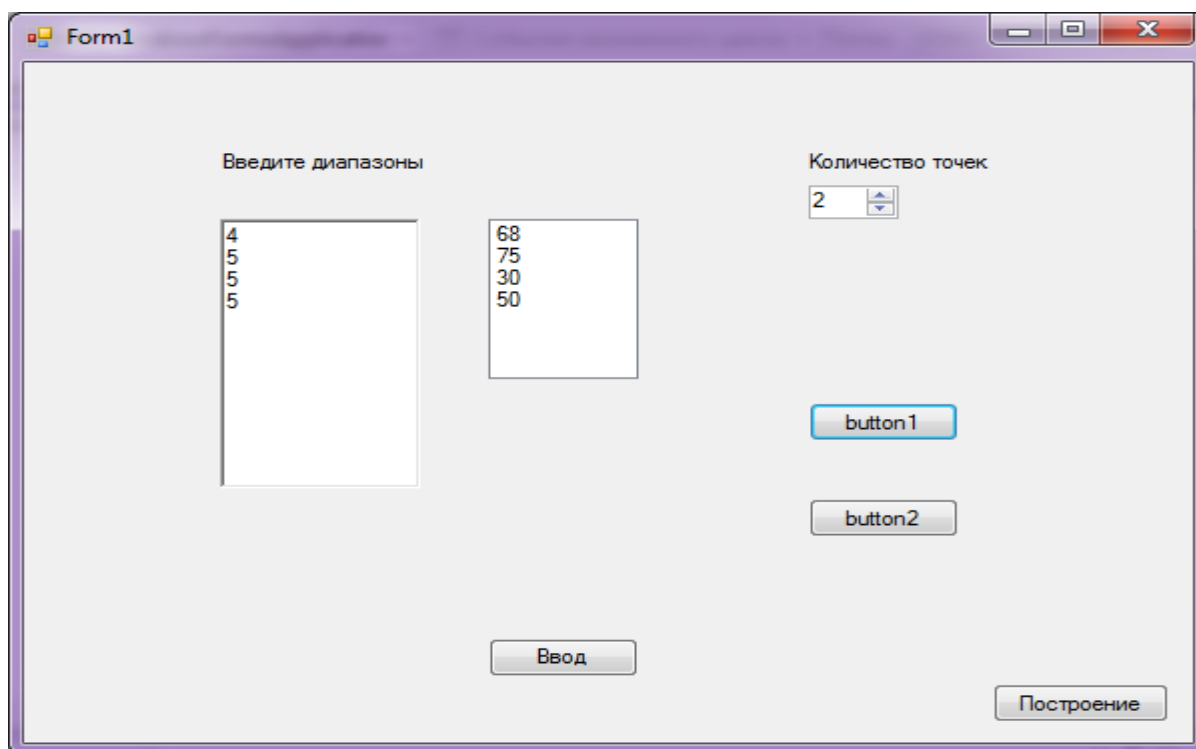 Form1
Введите диапазоны
Количество точек
2
4
5
5
5
68
75
30
50
button1
button2
Ввод
Построение